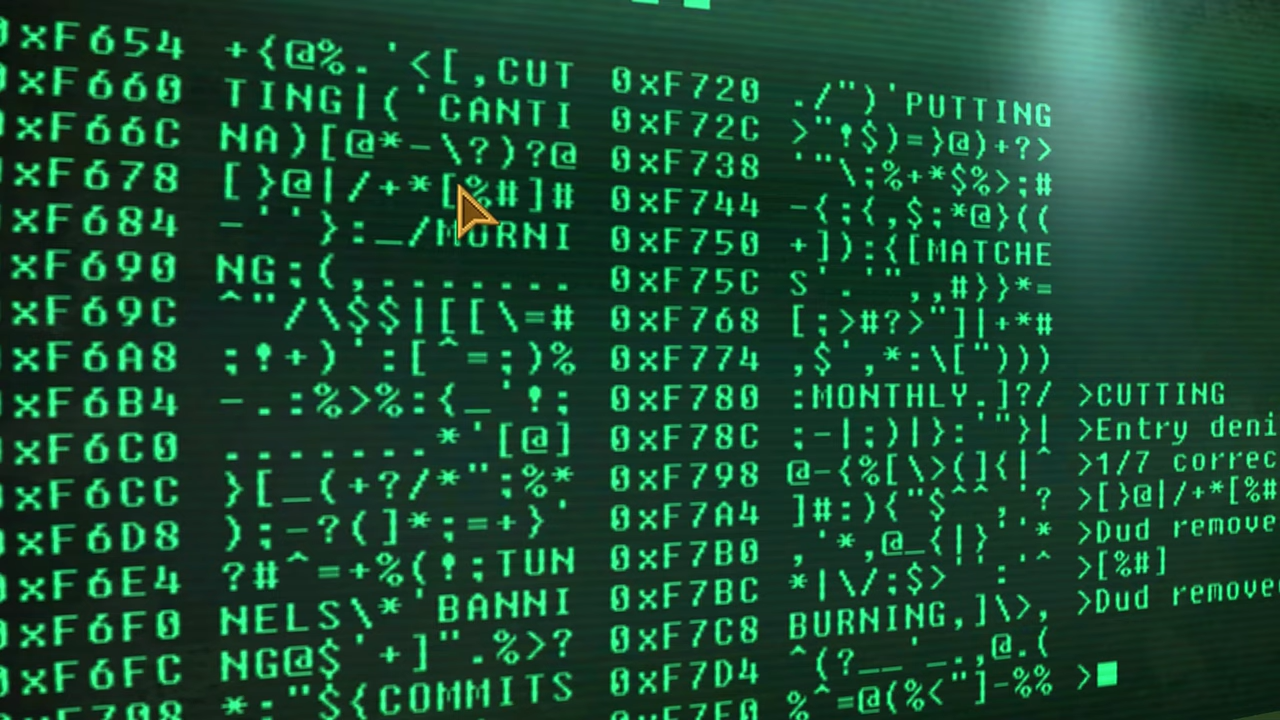 0xF654 +{@%.'<[,CUT
0xF660 TING|('CANTI
0xF66C NA)[@*-\?)?@
0xF678 [}@|/+*[%#]#
0xF684 -''}:_/MORNI
0xF690 NG:(,.......
0xF69C ^"/\$$|[[\=#
0xF6A8 ;!+)':[^=;)%
0xF6B4 -.:%>%:{_'!;
0xF6C0 .......*'[@]
0xF6CC }[_(+?/*":%*
0xF6D8 );-?(]*;=+}'
0xF6E4 ?#^=+%(!;TUN
0xF6F0 NELS\*'BANNI
0xF6FC NG@$'+]".%>?
0xF708 *:"${COMMITS
0xF720 ./")'PUTTING
0xF72C >"!$)=}@)+?>
0xF738 '"\;%+*$%>;#
0xF744 -{;{,$;*@}((
0xF750 +]):{[MATCHE
0xF75C S'.'",,#}}*=
0xF768 [;>#?>"]|+*#
0xF774 ,$',*:\[")))
0xF780 :MONTHLY.]?/
0xF78C ;-|;)|}:'"}|
0xF798 @-{%[\>(]{|^
0xF7A4 ]#:){"$^^,'?
0xF7B0 ,'*,@_{|}''*
0xF7BC *|\/;$>':'^
0xF7C8 BURNING,]\>,
0xF7D4 ^(?__'_.,@.(
0xF7E0 %^=@(%<"]-%%
>CUTTING
>Entry deni
>1/7 correc
>[}@|/+*[%#
>Dud remove
>[%#]
>Dud remove
>